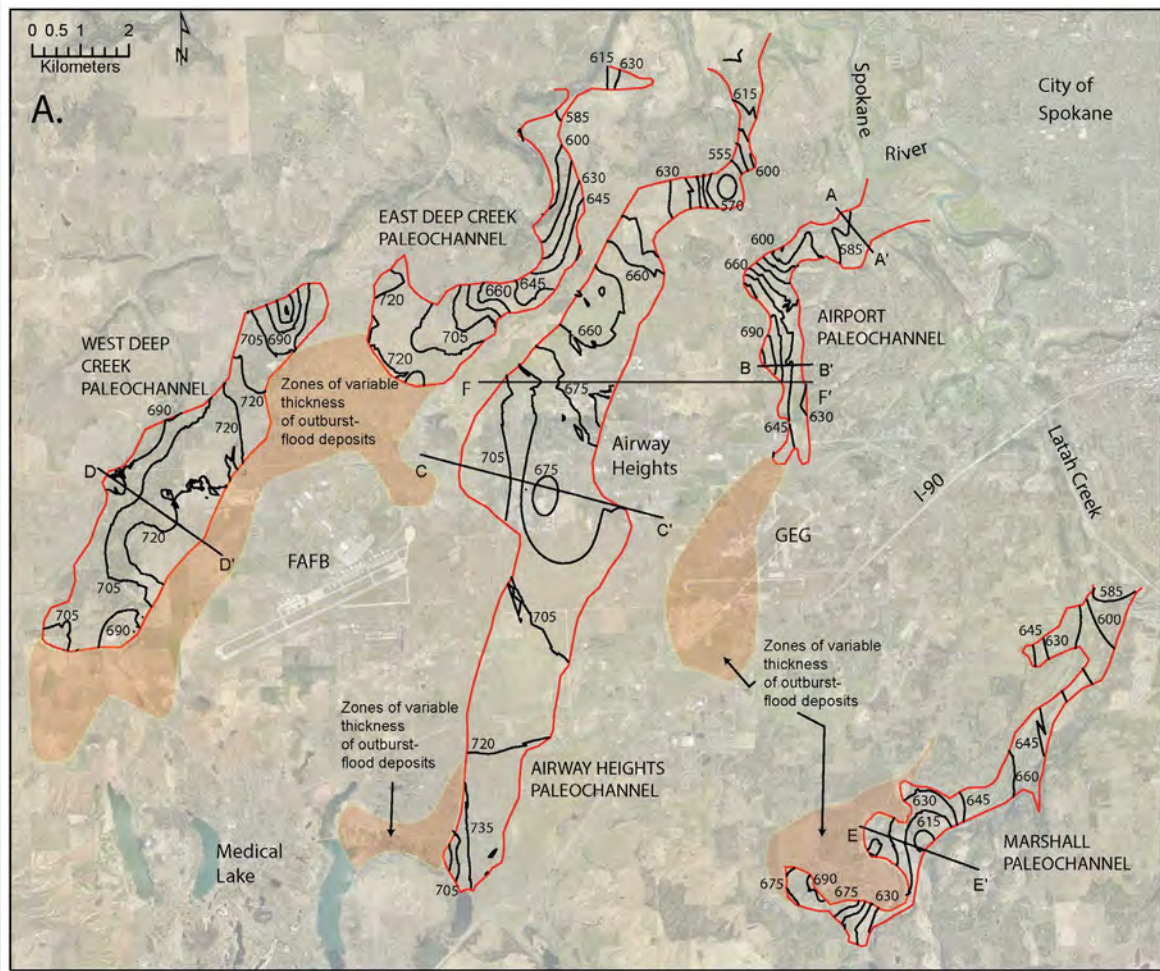 0 0.5 1 2
Kilometers
N
A.
615 630
585
600
630
645
EAST DEEP CREEK
PALEOCHANNEL
720
660
645
705
720
615
555
600
630
570
660
660
675
Spokane
River
City of
Spokane
A
A'
600
585
660
AIRPORT
PALEOCHANNEL
690
B
B'
F
F'
630
645
WEST DEEP
CREEK
PALEOCHANNEL
705
690
690
720
720
Zones of variable
thickness
of outburst-
flood deposits
D
D'
720
705
705
690
C
C'
705
675
Airway
Heights
FAFB
GEG
I-90
Latah Creek
705
Zones of variable
thickness
of outburst-
flood deposits
720
AIRWAY HEIGHTS
PALEOCHANNEL
735
705
Medical
Lake
Zones of variable
thickness
of outburst-
flood deposits
585
600
645
630
645
660
630
645
615
E
E'
MARSHALL
PALEOCHANNEL
675
690
675
630